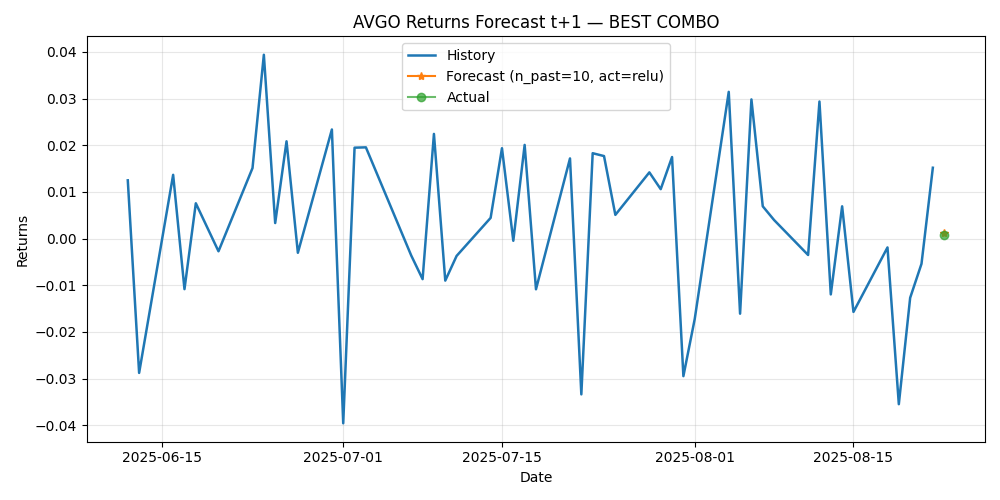 AVGO Returns Forecast t+1 — BEST COMBO
History
Forecast (n_past=10, act=relu)
Actual
0.04
0.03
0.02
0.01
0.00
−0.01
−0.02
−0.03
−0.04
Returns
2025-06-15
2025-07-01
2025-07-15
2025-08-01
2025-08-15
Date